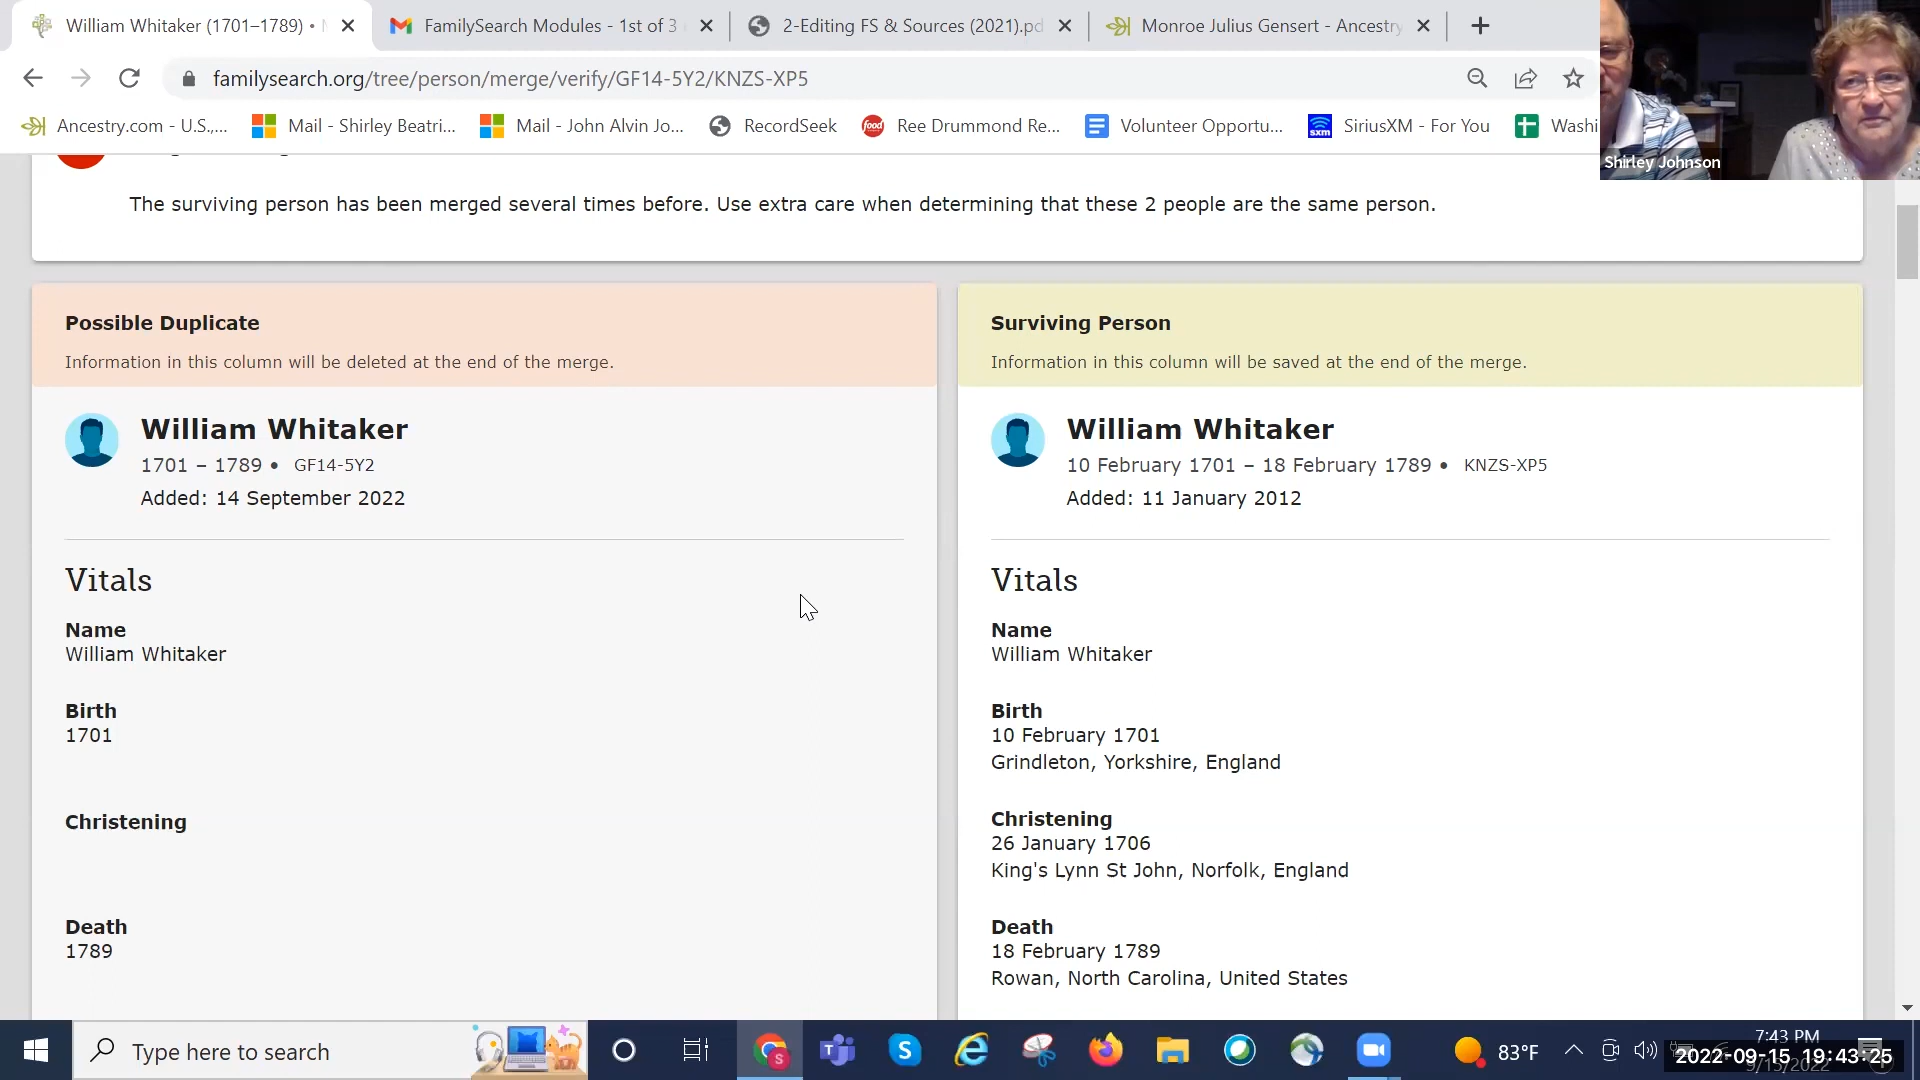 William Whitaker (1701–1789) •
FamilySearch Modules - 1st of 3
2-Editing FS & Sources (2021).pd
Monroe Julius Gensert - Ancestry
familysearch.org/tree/person/merge/verify/GF14-5Y2/KNZS-XP5
Ancestry.com - U.S.,...
Mail - Shirley Beatri...
Mail - John Alvin Jo...
RecordSeek
food
Ree Drummond Re...
Volunteer Opportu...
sxm
SiriusXM - For You
Washi
Shirley Johnson
The surviving person has been merged several times before. Use extra care when determining that these 2 people are the same person.
Possible Duplicate
Information in this column will be deleted at the end of the merge.
William Whitaker
1701 – 1789 • GF14-5Y2
Added: 14 September 2022
Vitals
Name
William Whitaker
Birth
1701
Christening
Death
1789
Surviving Person
Information in this column will be saved at the end of the merge.
William Whitaker
10 February 1701 – 18 February 1789 • KNZS-XP5
Added: 11 January 2012
Vitals
Name
William Whitaker
Birth
10 February 1701
Grindleton, Yorkshire, England
Christening
26 January 1706
King's Lynn St John, Norfolk, England
Death
18 February 1789
Rowan, North Carolina, United States
Type here to search
83°F
7:43 PM
9/15/2022
2022-09-15 19:43:25